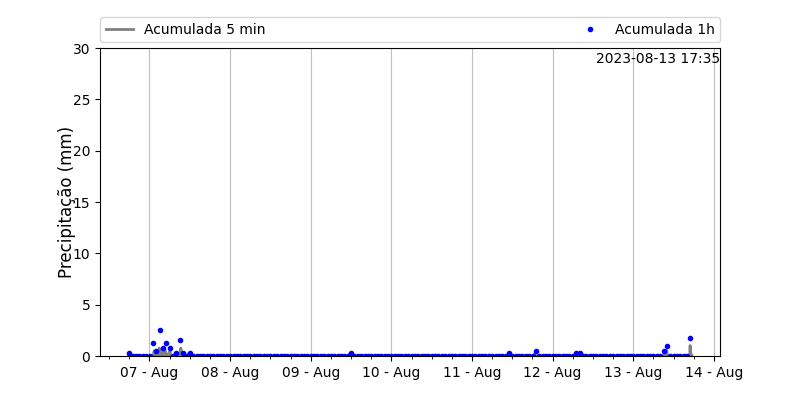 Acumulada 5 min Acumulada 1h
2023-08-13 17:35
Precipitação (mm)
30
25
20
15
10
5
0
07 - Aug 08 - Aug 09 - Aug 10 - Aug 11 - Aug 12 - Aug 13 - Aug 14 - Aug